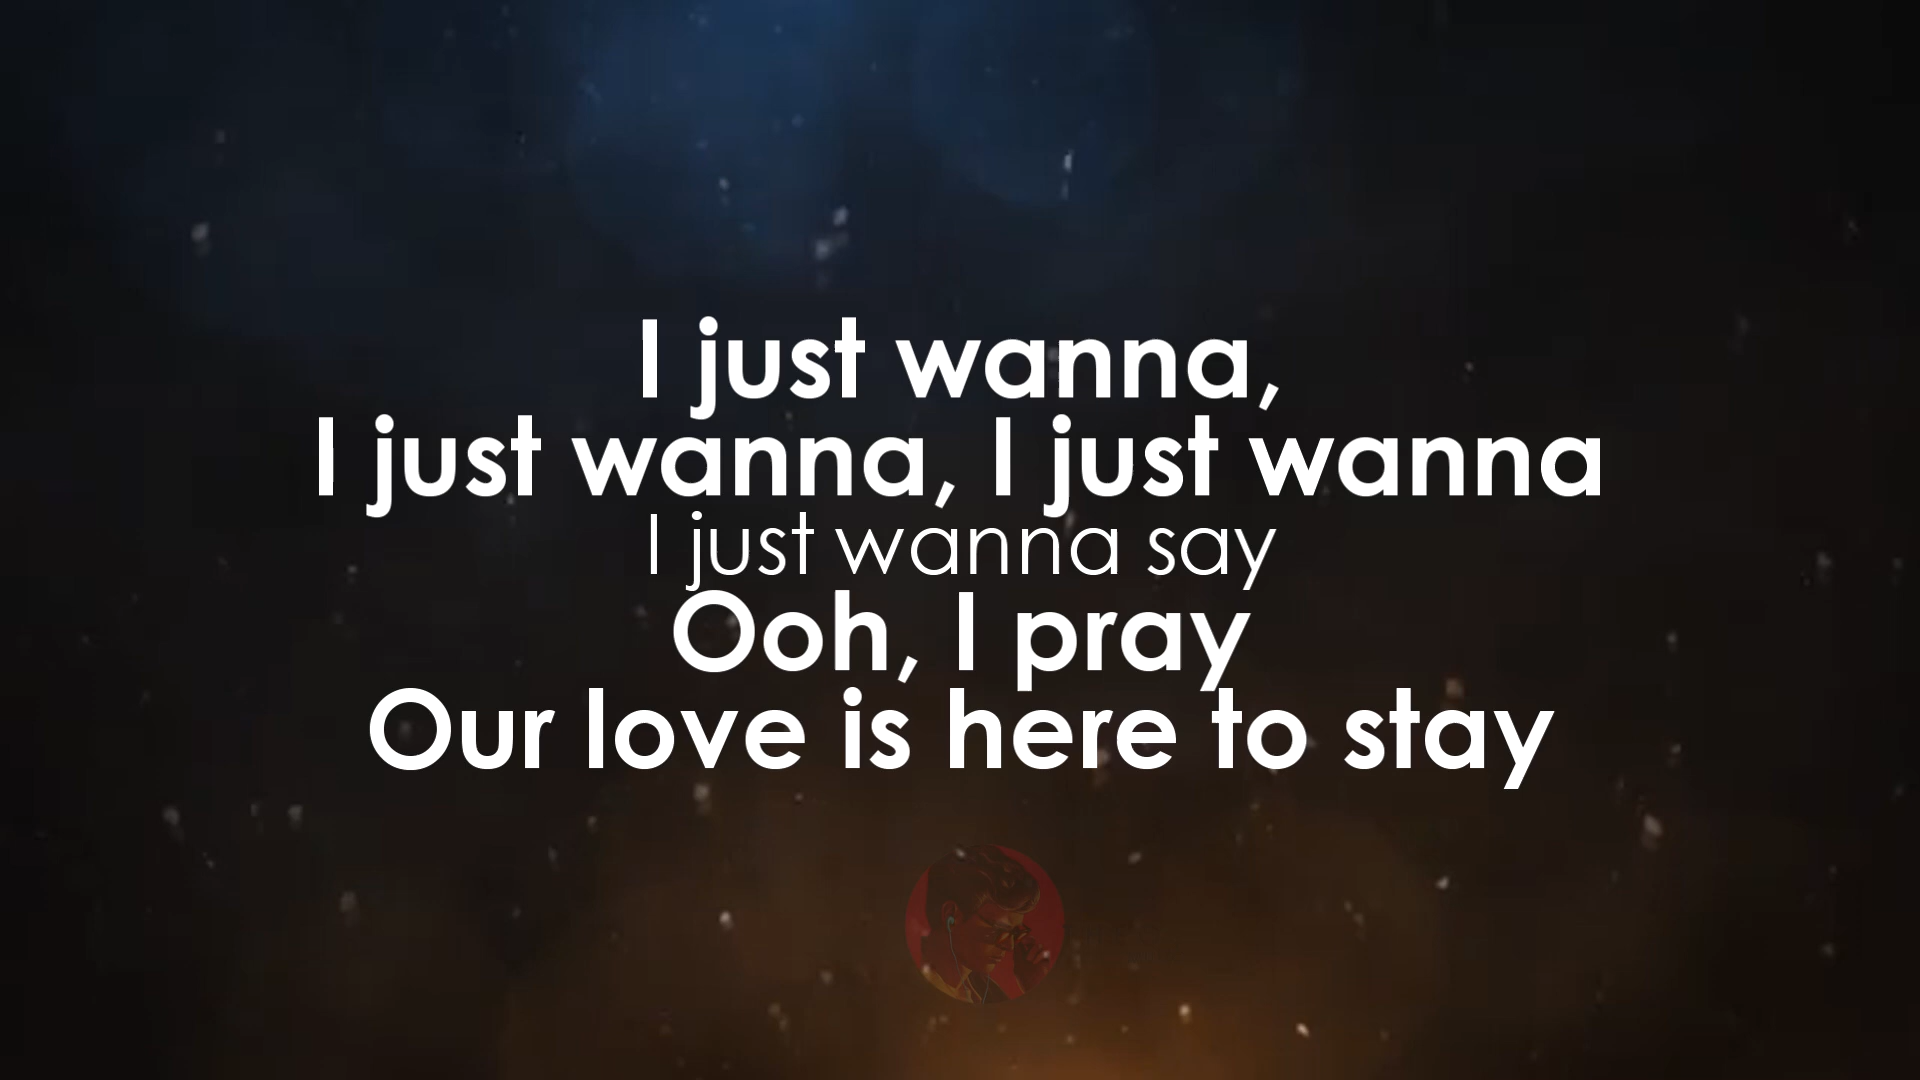 I just wanna,
I just wanna, I just wanna
I just wanna say
Ooh, I pray
Our love is here to stay